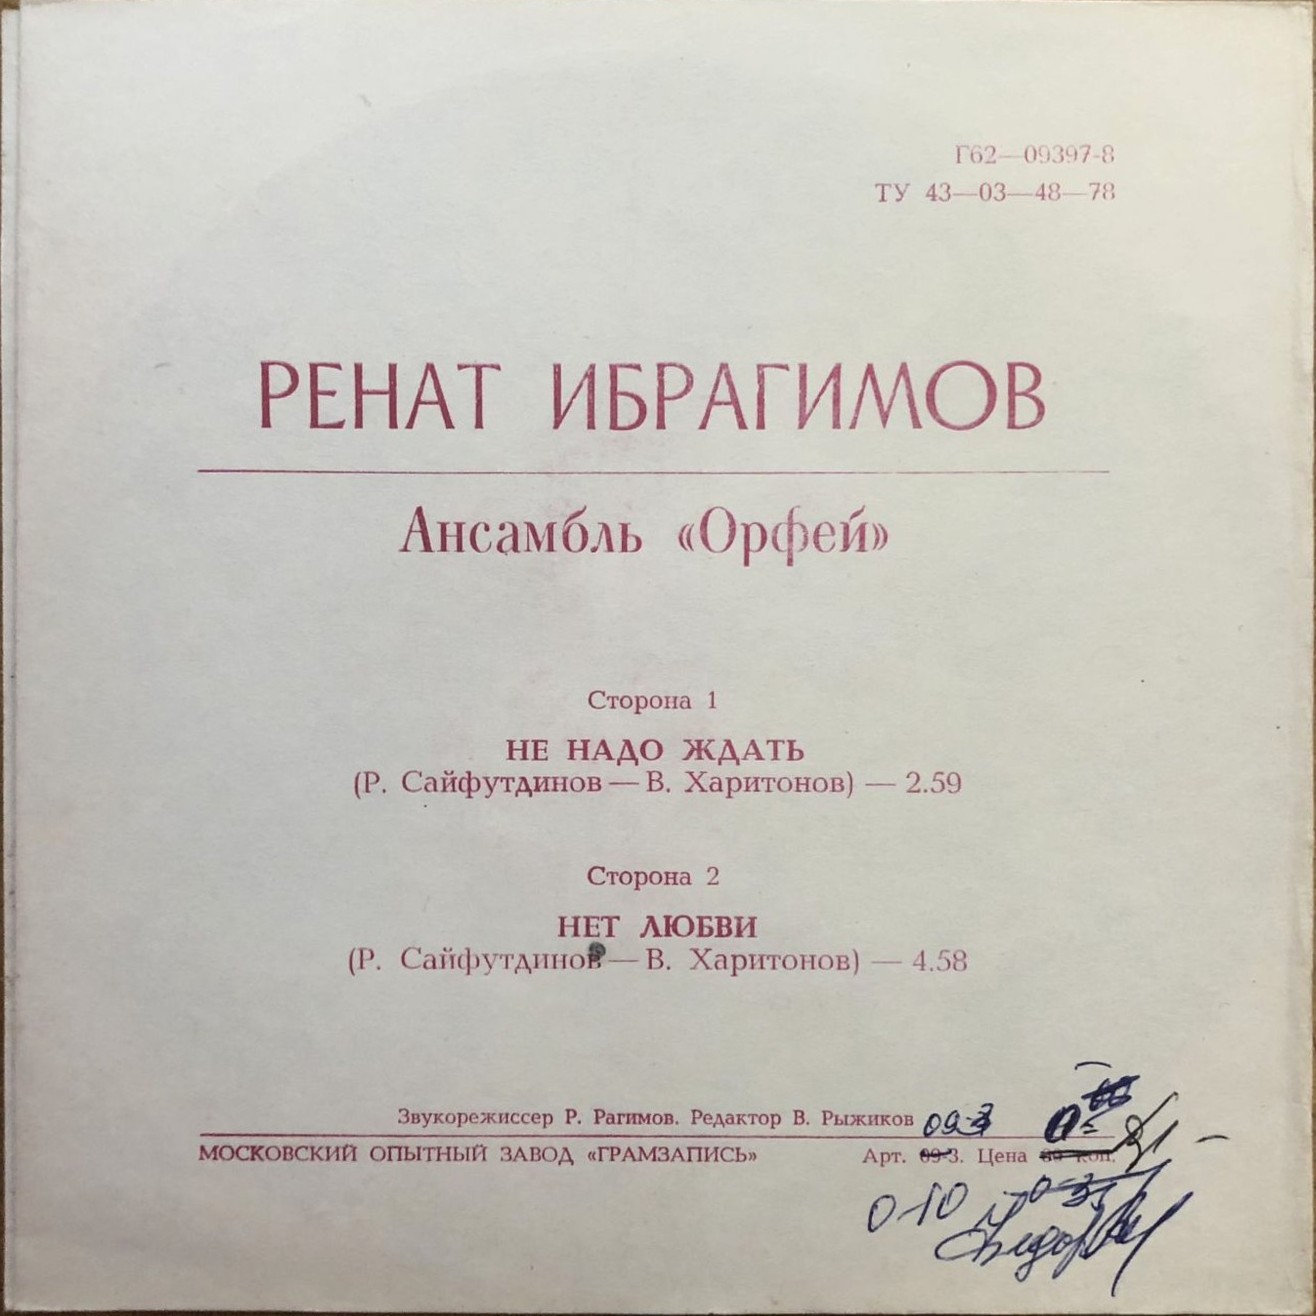 Г62—09397-8
ТУ 43—03—48—78
РЕНАТ ИБРАГИМОВ
Ансамбль «Орфей»
Сторона 1
НЕ НАДО ЖДАТЬ
(Р. Сайфутдинов — В. Харитонов) — 2.59
Сторона 2
НЕТ ЛЮБВИ
(Р. Сайфутдинов — В. Харитонов) — 4.58
Звукорежиссер Р. Рагимов. Редактор В. Рыжиков
МОСКОВСКИЙ ОПЫТНЫЙ ЗАВОД «ГРАМЗАПИСЬ» Арт. 09-3. Цена коп.
0-10